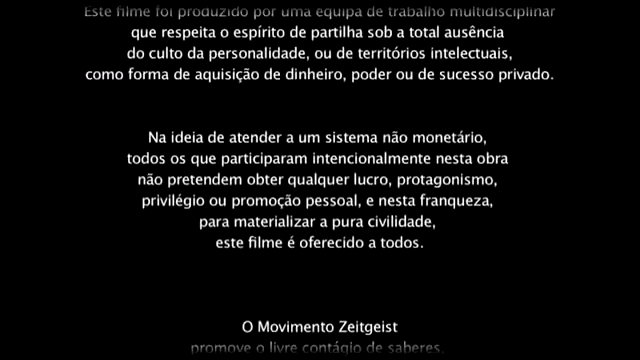 Este filme foi produzido por uma equipa de trabalho multidisciplinar
que respeita o espírito de partilha sob a total ausência
do culto da personalidade, ou de territórios intelectuais,
como forma de aquisição de dinheiro, poder ou de sucesso privado.
Na ideia de atender a um sistema não monetário,
todos os que participaram intencionalmente nesta obra
não pretendem obter qualquer lucro, protagonismo,
privilégio ou promoção pessoal, e nesta franqueza,
para materializar a pura civilidade,
este filme é oferecido a todos.
O Movimento Zeitgeist
promove o livre contágio de saberes.